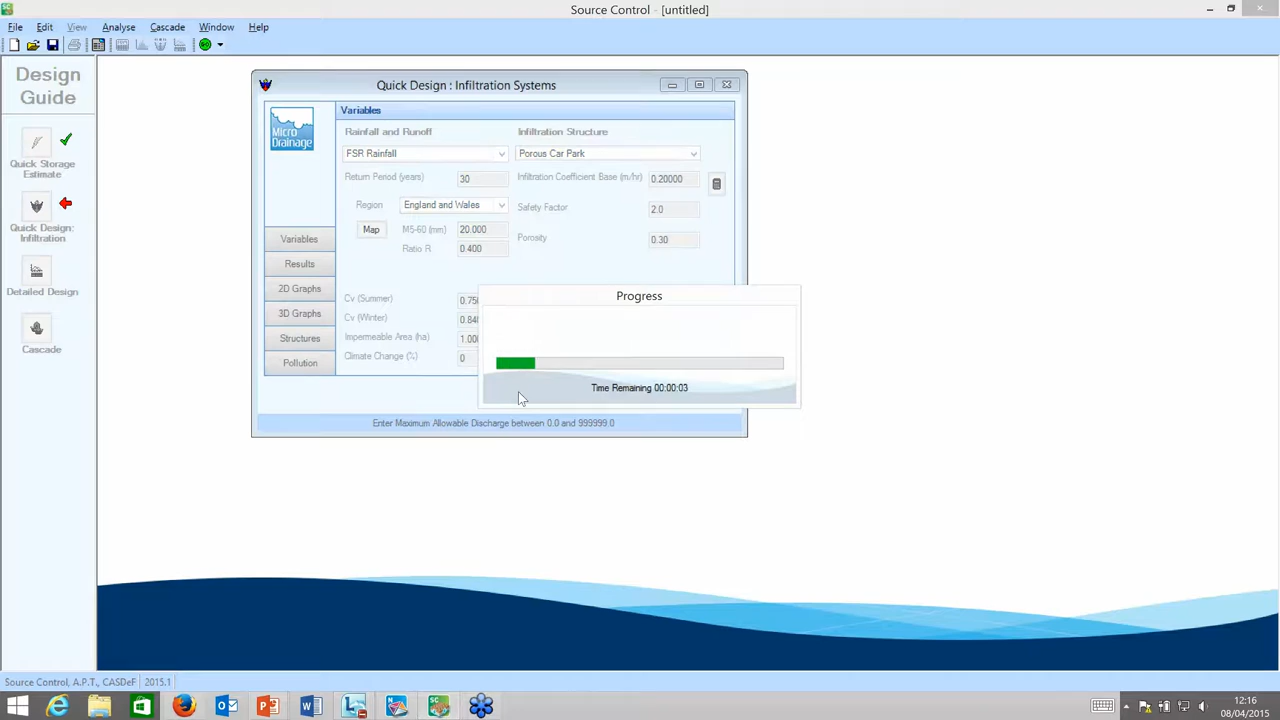 Source Control - [untitled]
File Edit View Analyse Cascade Window Help
Design
Guide
Quick Storage
Estimate
Quick Design:
Infiltration
Detailed Design
Cascade
Quick Design : Infiltration Systems
Micro
Drainage
Variables
Results
2D Graphs
3D Graphs
Structures
Pollution
Variables
Rainfall and Runoff
FSR Rainfall
Return Period (years) 30
Region England and Wales
Map M5-60 (mm) 20.000
Ratio R 0.400
Cv (Summer)
Cv (Winter)
Impermeable Area (ha)
Climate Change (%) 0
Infiltration Structure
Porous Car Park
Infiltration Coefficient Base (m/hr) 0.20000
Safety Factor 2.0
Porosity 0.30
Progress
Time Remaining 00:00:03
Enter Maximum Allowable Discharge between 0.0 and 999999.0
Source Control, A.P.T., CASDeF 2015.1
12:16
08/04/2015